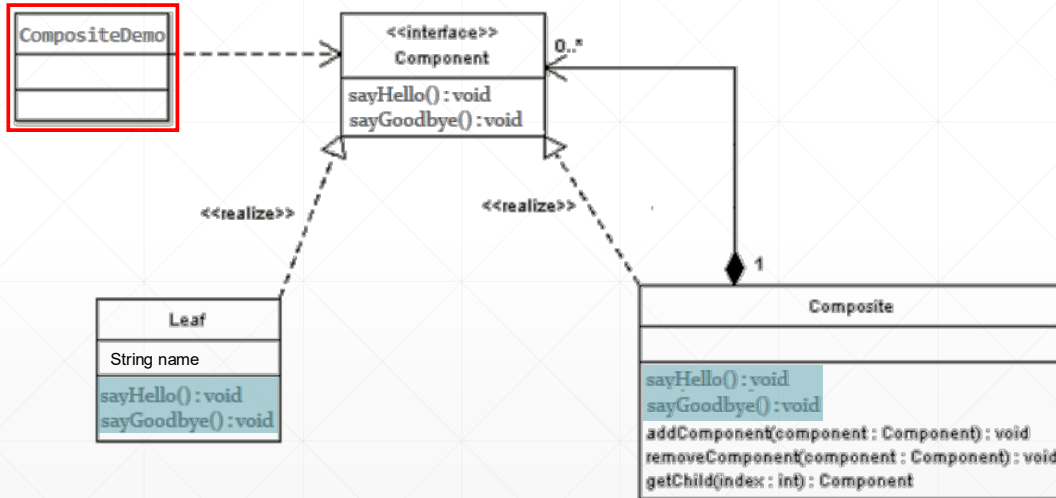 CompositeDemo
<<interface>>
Component
sayHello() : void
sayGoodbye() : void
0..*
<<realize>>
<<realize>>
1
Leaf
String name
sayHello() : void
sayGoodbye() : void
Composite
sayHello() : void
sayGoodbye() : void
addComponent(component : Component) : void
removeComponent(component : Component) : void
getChild(index : int) : Component